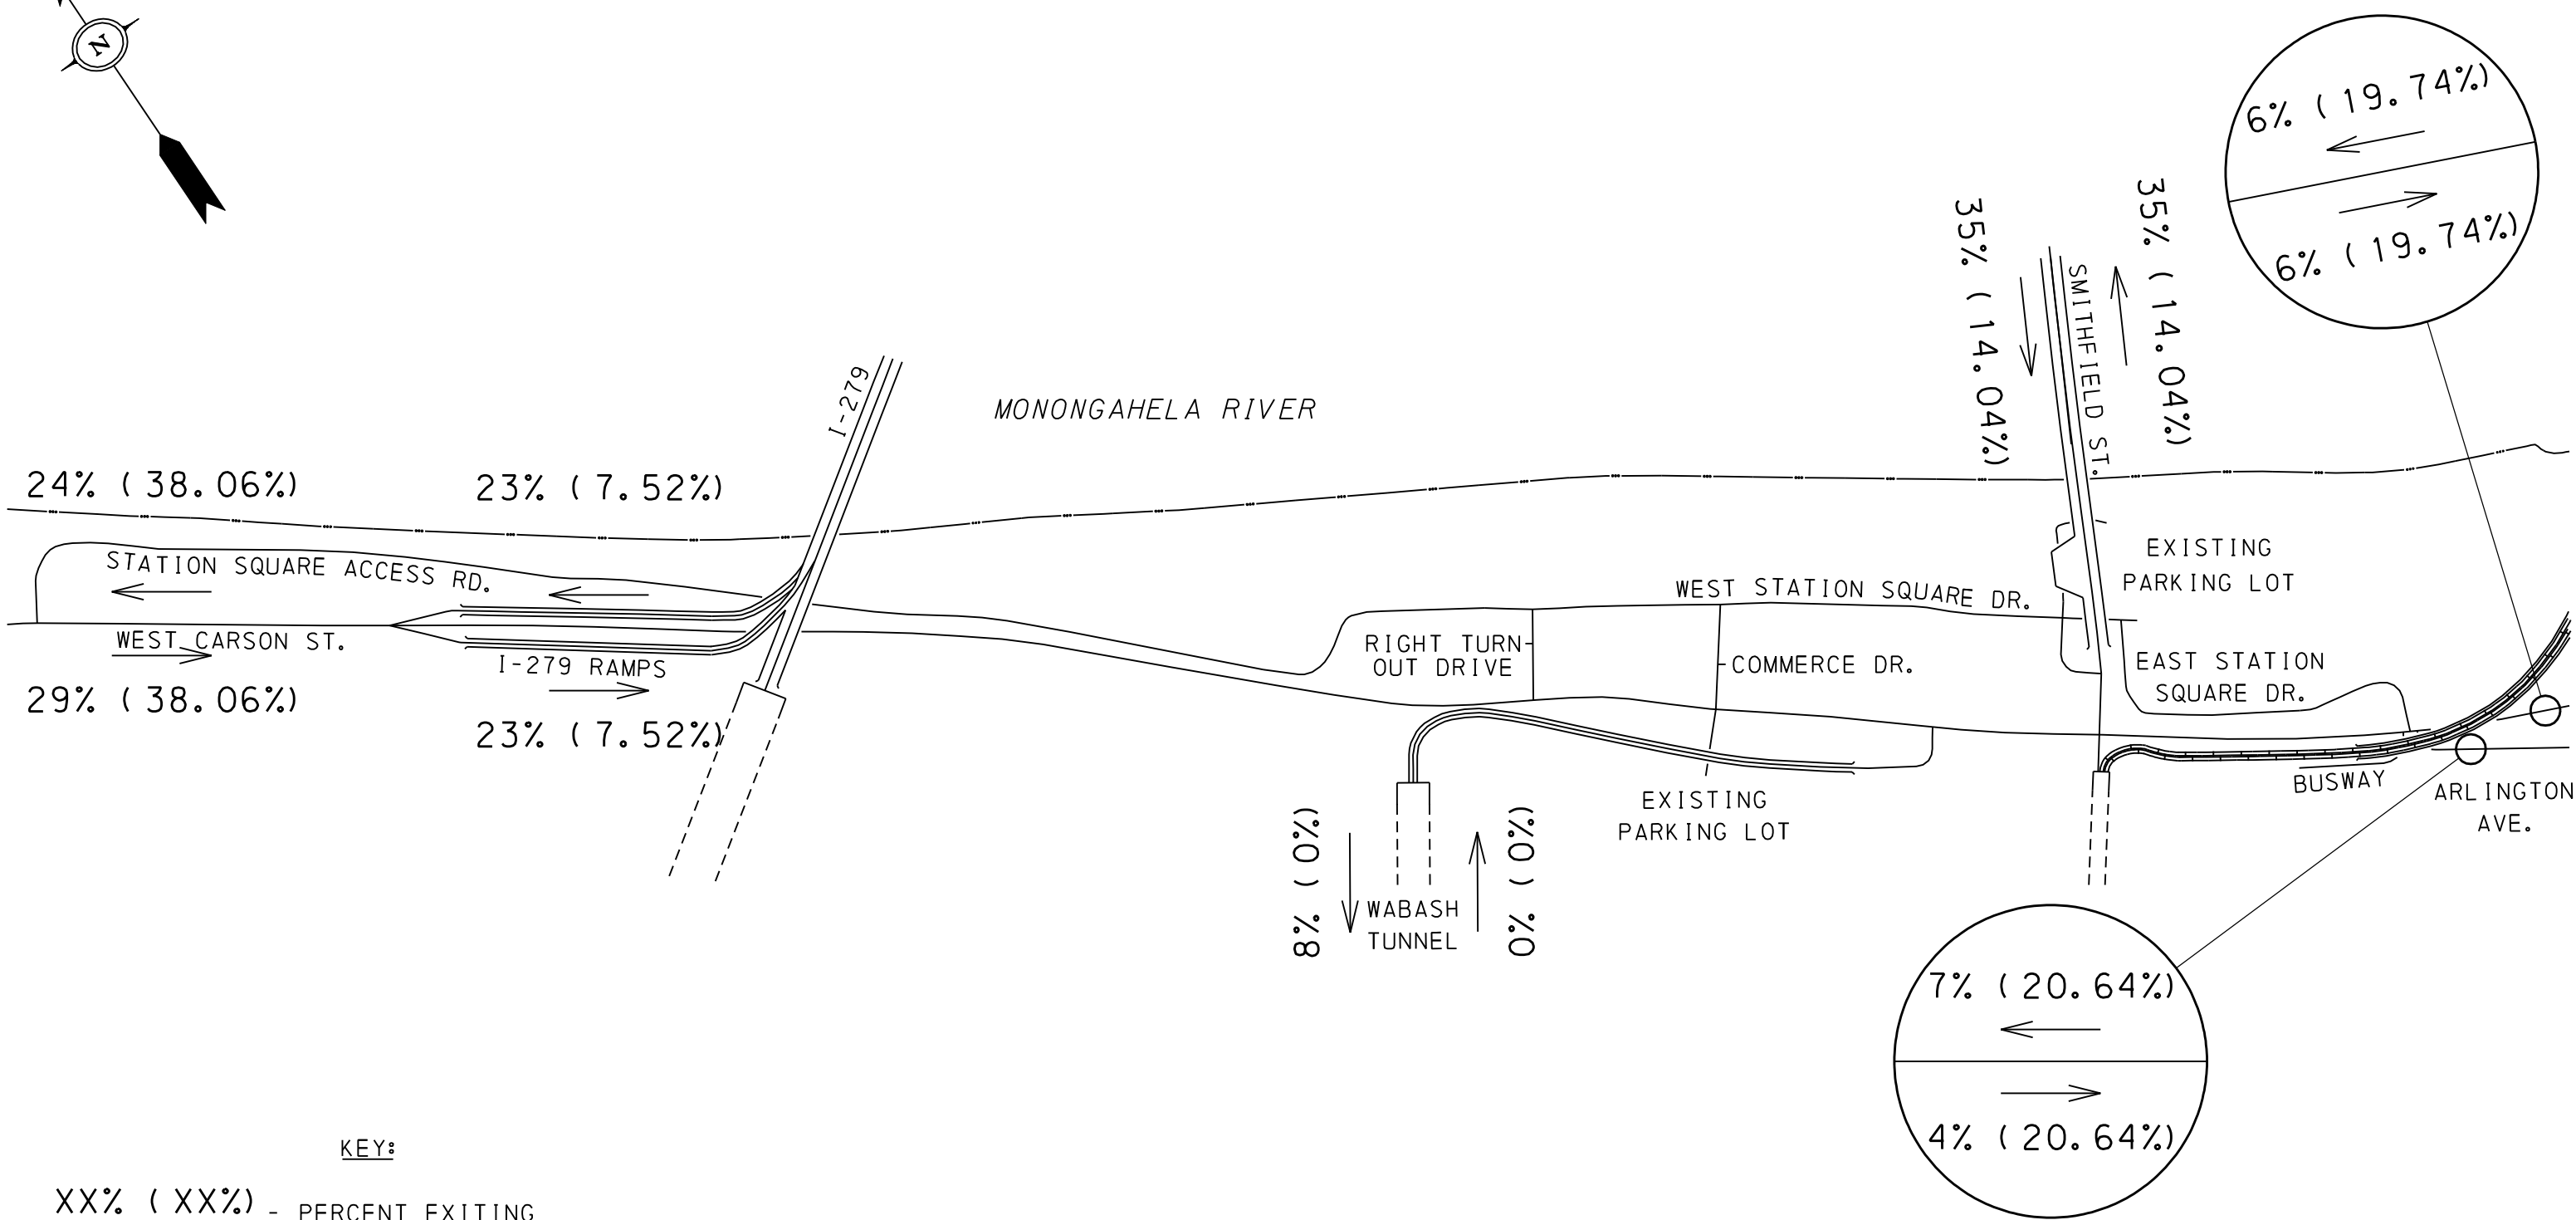 N
6% (19.74%)
6% (19.74%)
35% (14.04%)
35% (14.04%)
SMITHFIELD ST.
I-279
MONONGAHELA RIVER
24% (38.06%)
23% (7.52%)
STATION SQUARE ACCESS RD.
WEST CARSON ST.
I-279 RAMPS
29% (38.06%)
23% (7.52%)
EXISTING
PARKING LOT
WEST STATION SQUARE DR.
RIGHT TURN
OUT DRIVE
COMMERCE DR.
EAST STATION
SQUARE DR.
BUSWAY
ARLINGTON
AVE.
EXISTING
PARKING LOT
8% (0%)
0% (0%)
WABASH
TUNNEL
7% (20.64%)
4% (20.64%)
KEY:
XX% (XX%) - PERCENT EXITING